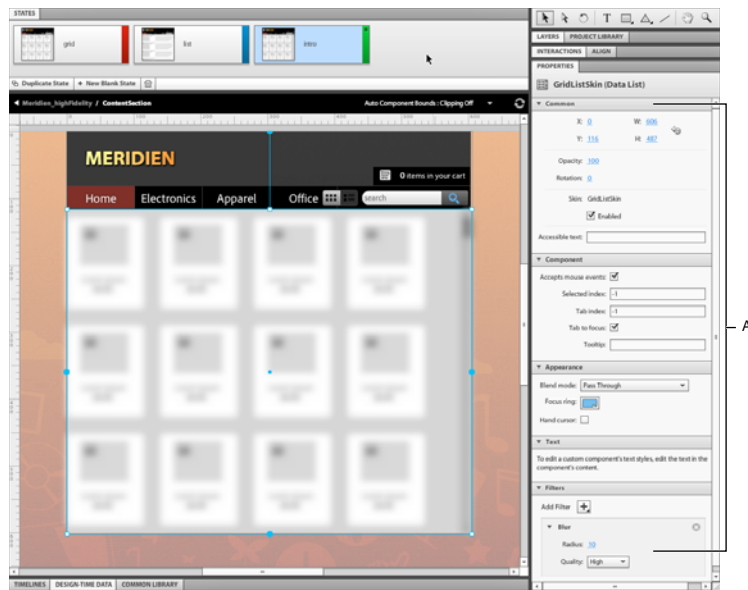 STATES
grid
list
intro
Duplicate State + New Blank State
Meridien_highFidelity / ContentSection
Auto Component Bounds : Clipping Off
MERIDIEN
0 items in your cart
Home Electronics Apparel Office
search
TIMELINES DESIGN-TIME DATA COMMON LIBRARY
T
LAYERS PROJECT LIBRARY
INTERACTIONS ALIGN
PROPERTIES
GridListSkin (Data List)
Common
X: 0 W: 606
Y: 116 H: 487
Opacity: 100
Rotation: 0
Skin: GridListSkin
Enabled
Accessible text:
Component
Accepts mouse events:
Selected index: -1
Tab index: -1
Tab to focus:
Tooltip:
Appearance
Blend mode: Pass Through
Focus ring:
Hand cursor:
Text
To edit a custom component's text styles, edit the text in the
component's content.
Filters
Add Filter
Blur
Radius: 10
Quality: High
A